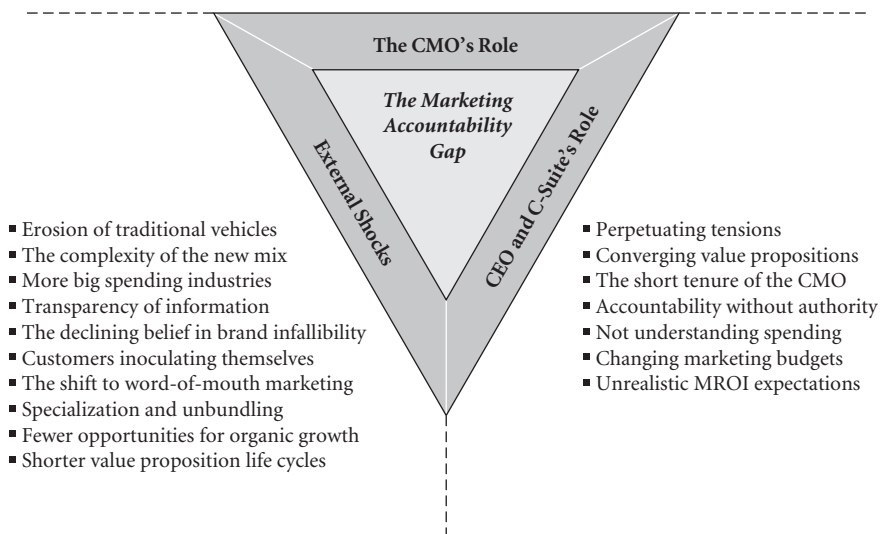 The CMO's Role
The Marketing
Accountability
Gap
External Shocks
CEO and C-Suite's Role
▪ Erosion of traditional vehicles
▪ The complexity of the new mix
▪ More big spending industries
▪ Transparency of information
▪ The declining belief in brand infallibility
▪ Customers inoculating themselves
▪ The shift to word-of-mouth marketing
▪ Specialization and unbundling
▪ Fewer opportunities for organic growth
▪ Shorter value proposition life cycles
▪ Perpetuating tensions
▪ Converging value propositions
▪ The short tenure of the CMO
▪ Accountability without authority
▪ Not understanding spending
▪ Changing marketing budgets
▪ Unrealistic MROI expectations